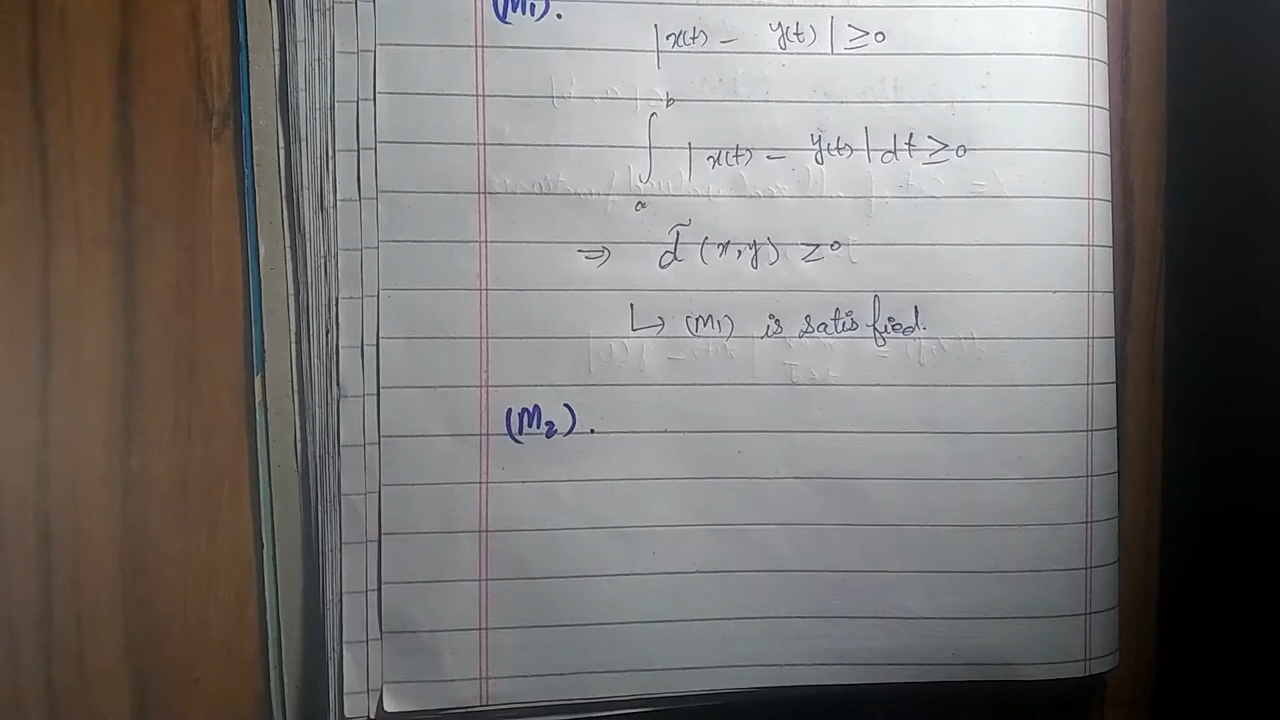 (M₁).
|x(t) - y(t)| ≥ 0
∫ₐᵇ |x(t) - y(t)| dt ≥ 0
⇒ d̃(x,y) ≥ 0
↳ (M₁) is satisfied.
(M₂).